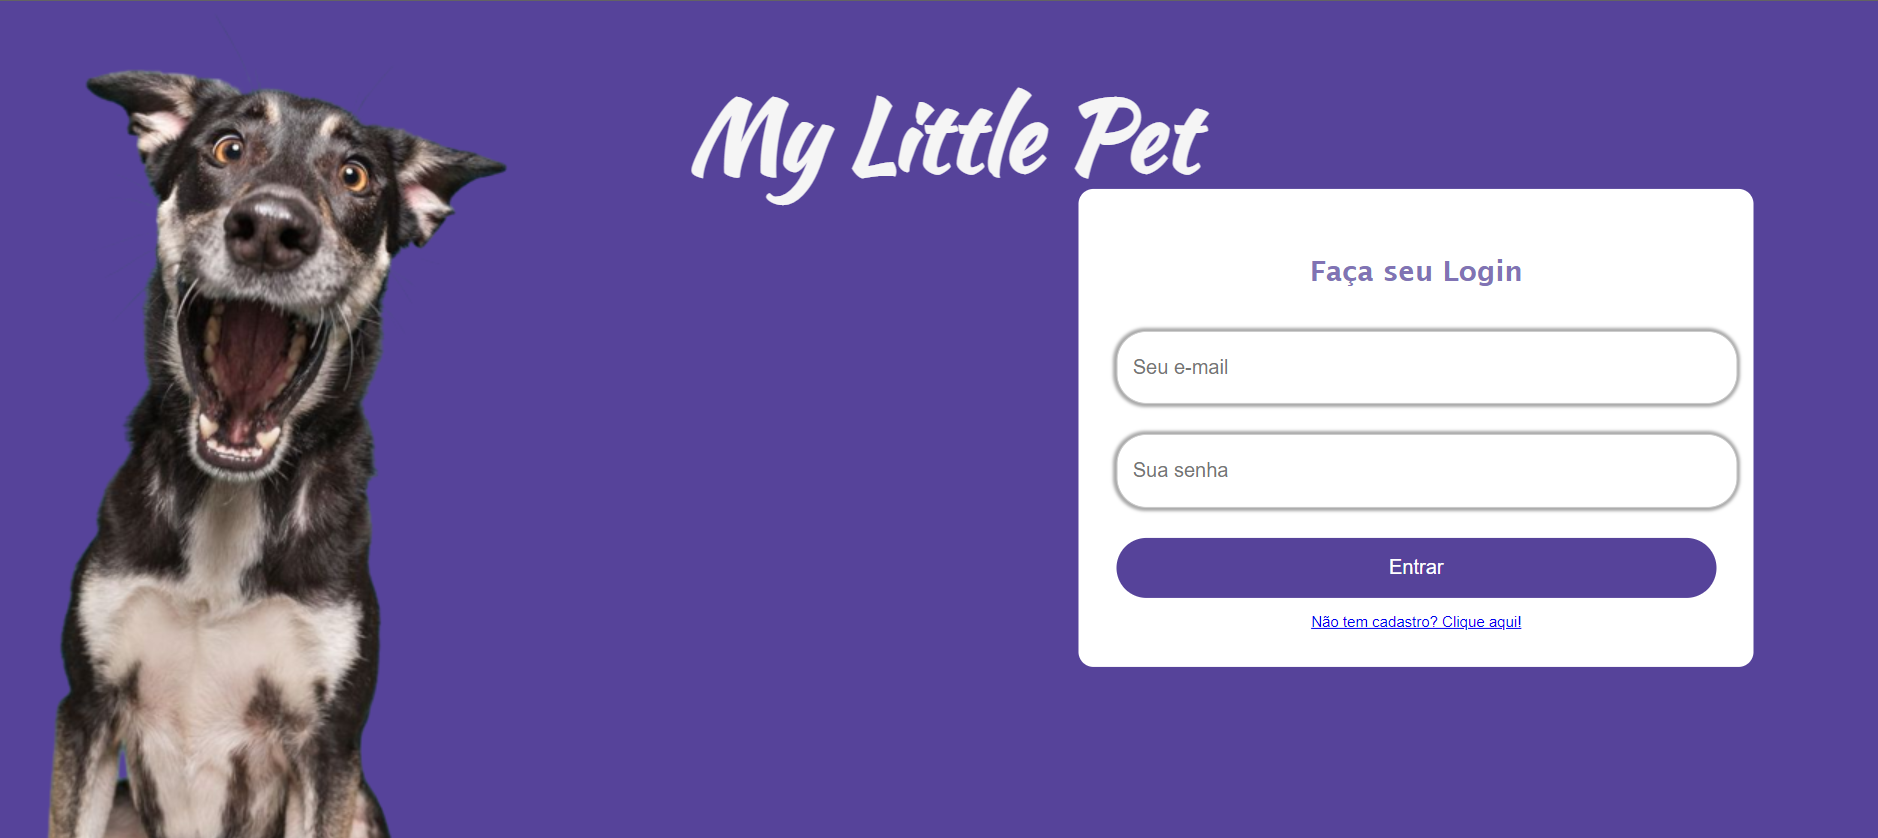 My Little Pet
Faça seu Login
Seu e-mail
Sua senha
Entrar
Não tem cadastro? Clique aqui!